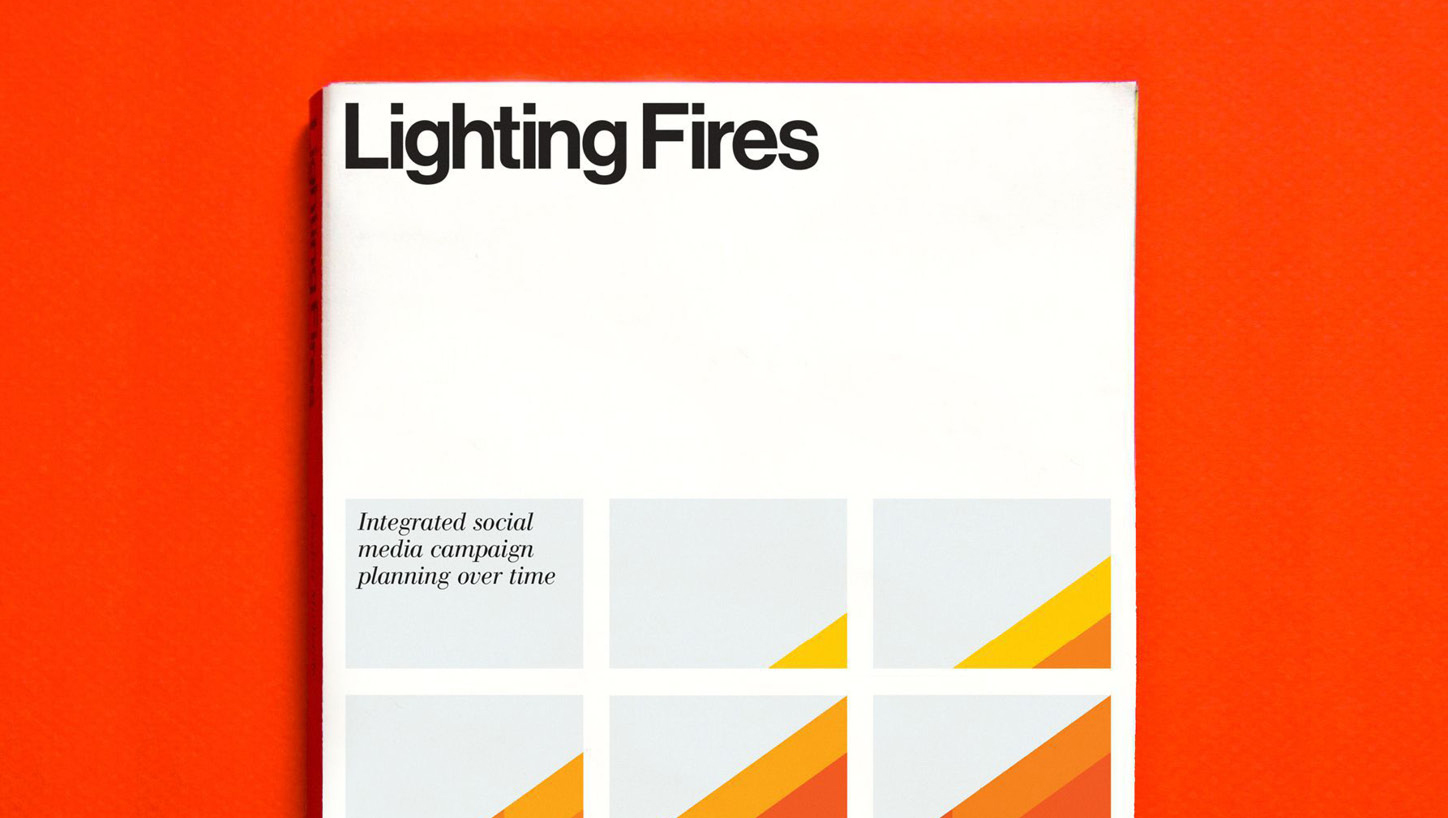 Lighting Fires
Integrated social
media campaign
planning over time